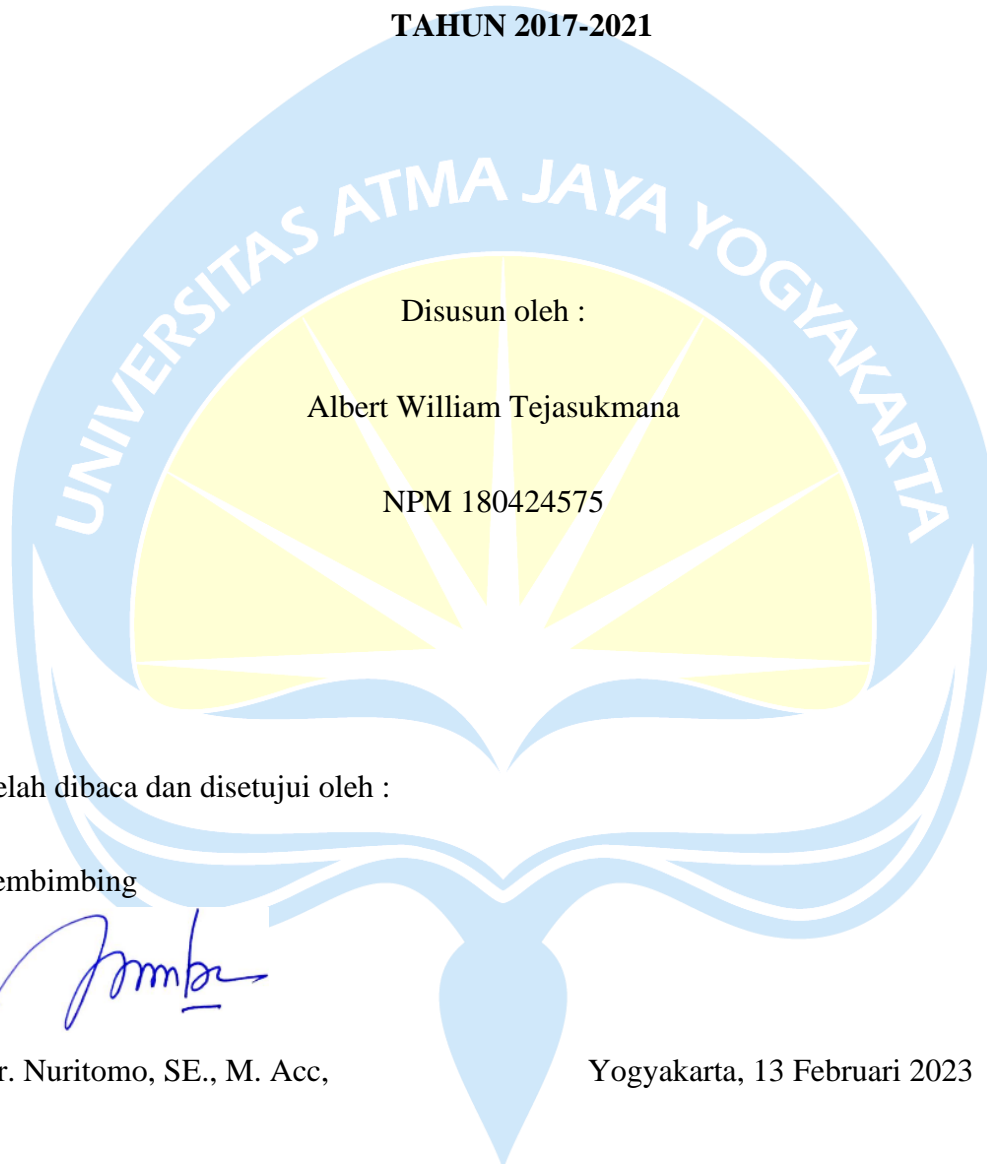 TAHUN 2017-2021
UNIVERSITAS ATMA JAYA YOGYAKARTA
Disusun oleh :
Albert William Tejasukmana
NPM 180424575
elah dibaca dan disetujui oleh :
embimbing
r. Nuritomo, SE., M. Acc,
Yogyakarta, 13 Februari 2023